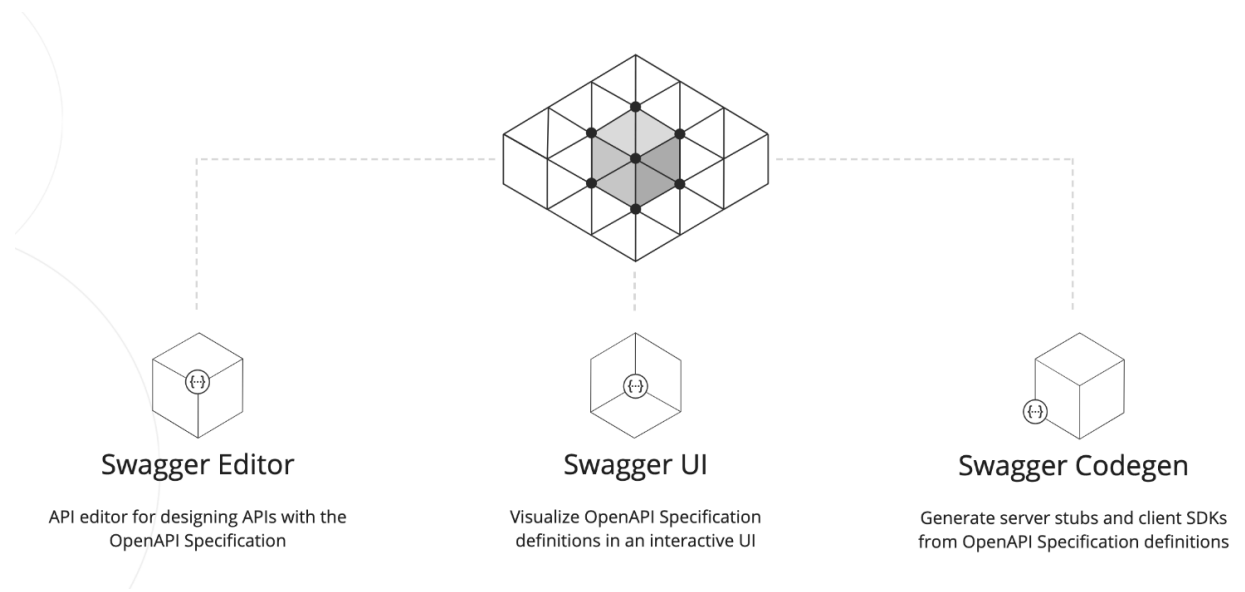 {··}
{··}
{··}
Swagger Editor
Swagger UI
Swagger Codegen
API editor for designing APIs with the
OpenAPI Specification
Visualize OpenAPI Specification
definitions in an interactive UI
Generate server stubs and client SDKs
from OpenAPI Specification definitions